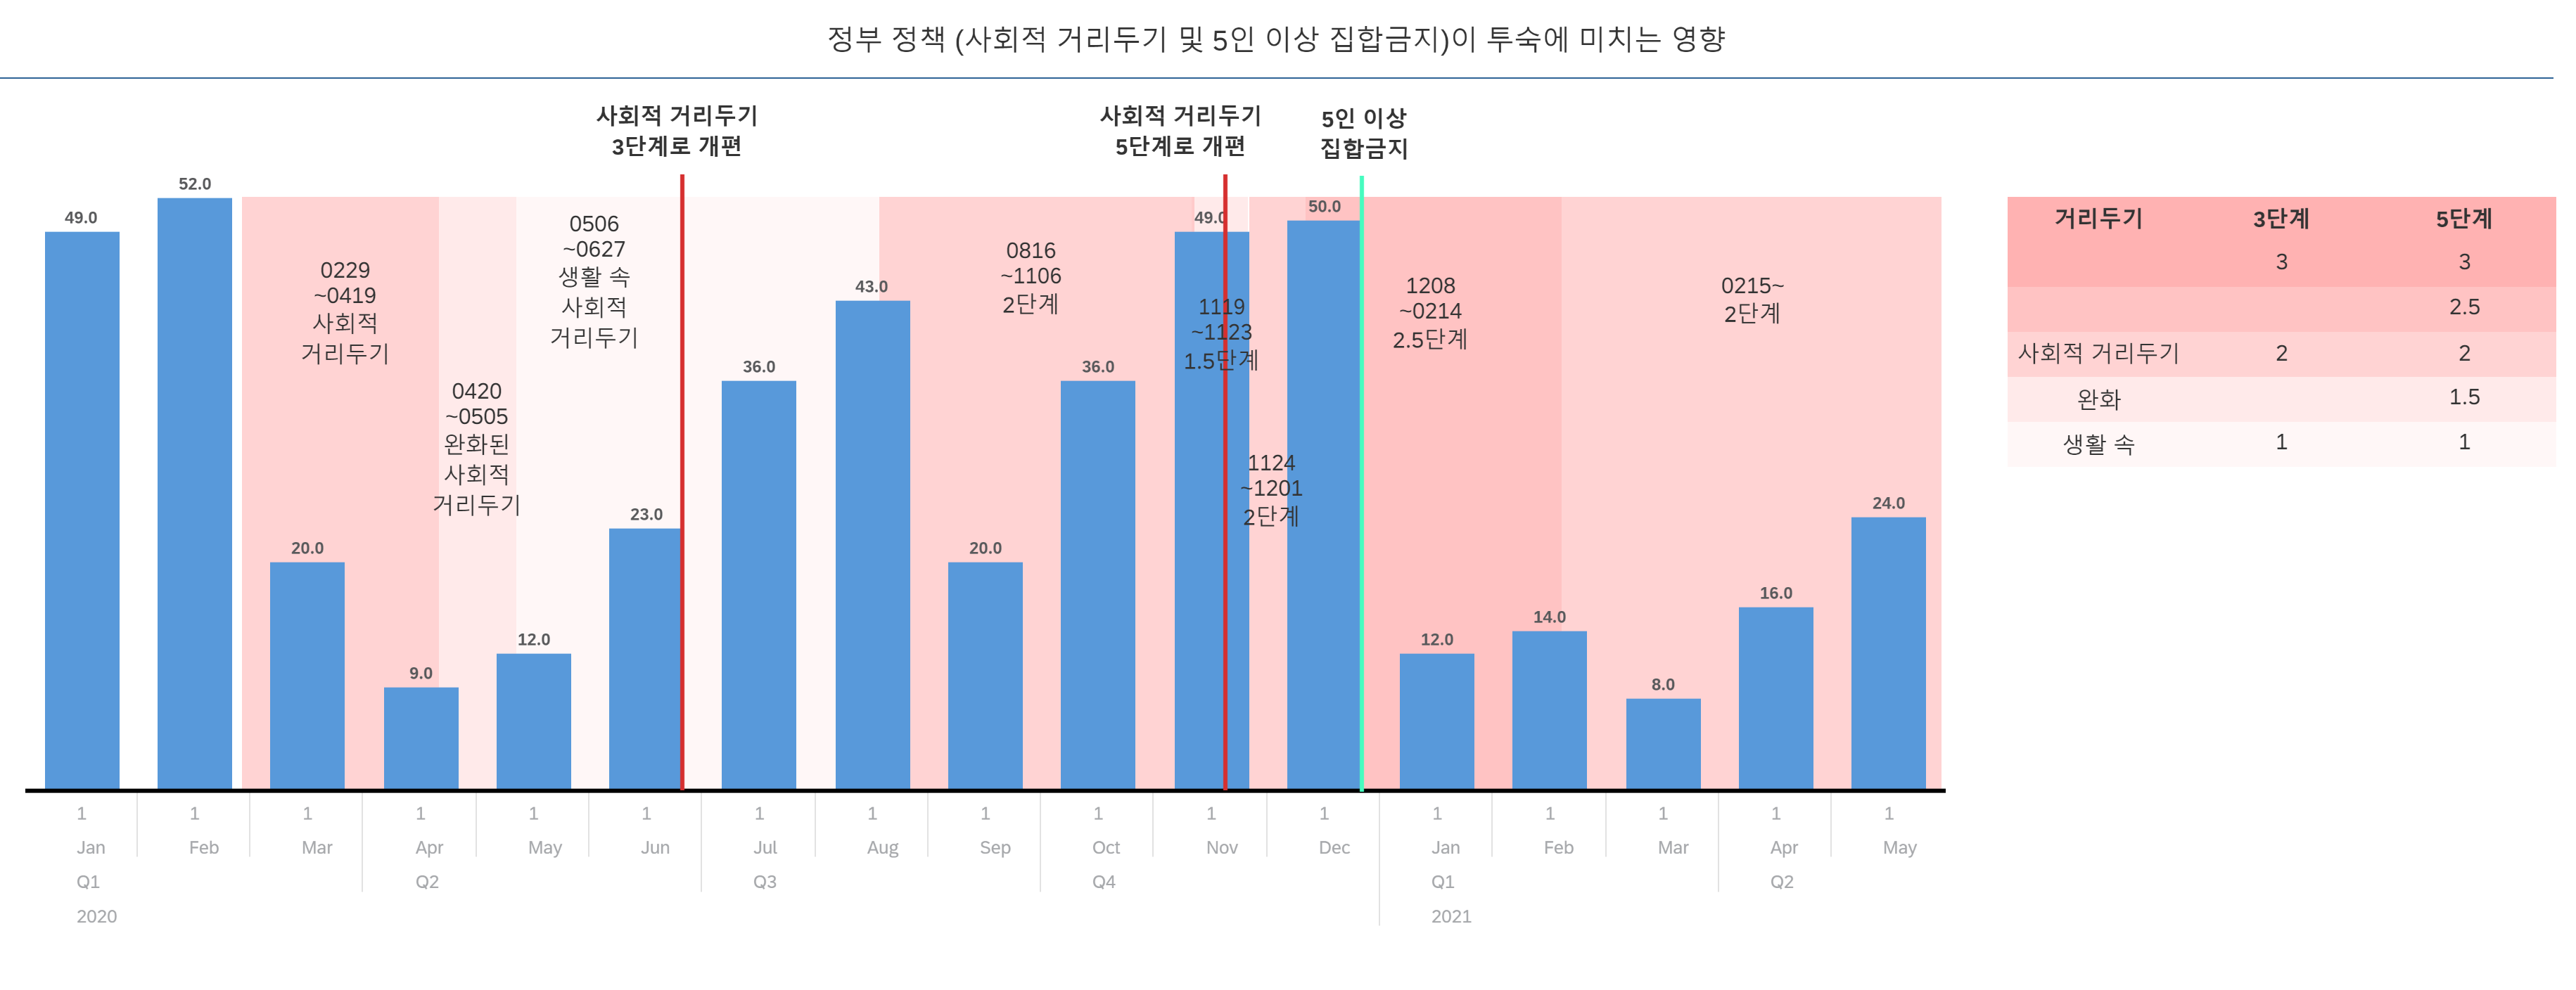 정부 정책 (사회적 거리두기 및 5인 이상 집합금지)이 투숙에 미치는 영향
사회적 거리두기
3단계로 개편
사회적 거리두기
5단계로 개편
5인 이상
집합금지
49.0
52.0
20.0
9.0
12.0
23.0
36.0
43.0
20.0
36.0
49.0
50.0
12.0
14.0
8.0
16.0
24.0
0229
~0419
사회적
거리두기
0420
~0505
완화된
사회적
거리두기
0506
~0627
생활 속
사회적
거리두기
0816
~1106
2단계
1119
~1123
1.5단계
1124
~1201
2단계
1208
~0214
2.5단계
0215~
2단계
거리두기 3단계 5단계
3 3
2.5
사회적 거리두기 2 2
완화 1.5
생활 속 1 1
1 1 1 1 1 1 1 1 1 1 1 1 1 1 1 1 1
Jan Feb Mar Apr May Jun Jul Aug Sep Oct Nov Dec Jan Feb Mar Apr May
Q1 Q2 Q3 Q4 Q1 Q2
2020 2021